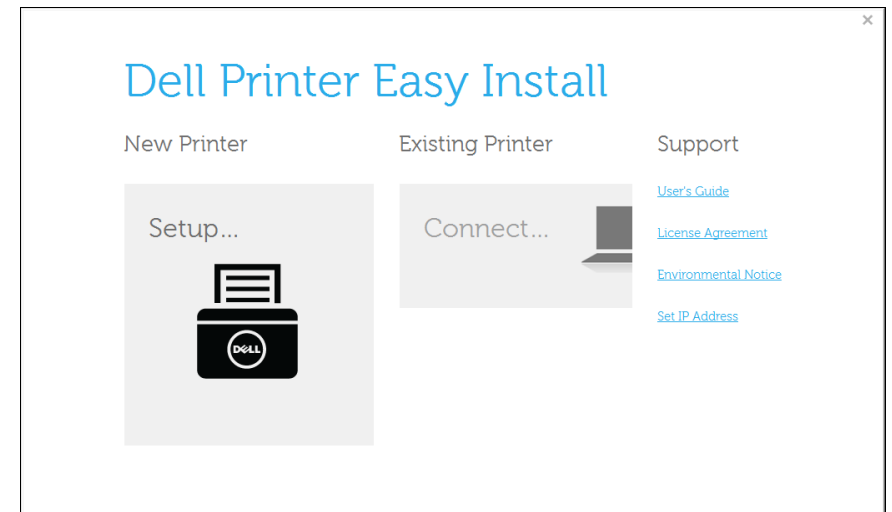 ×
Dell Printer Easy Install
New Printer
Existing Printer
Support
Setup...
DELL
Connect...
User's Guide
License Agreement
Environmental Notice
Set IP Address